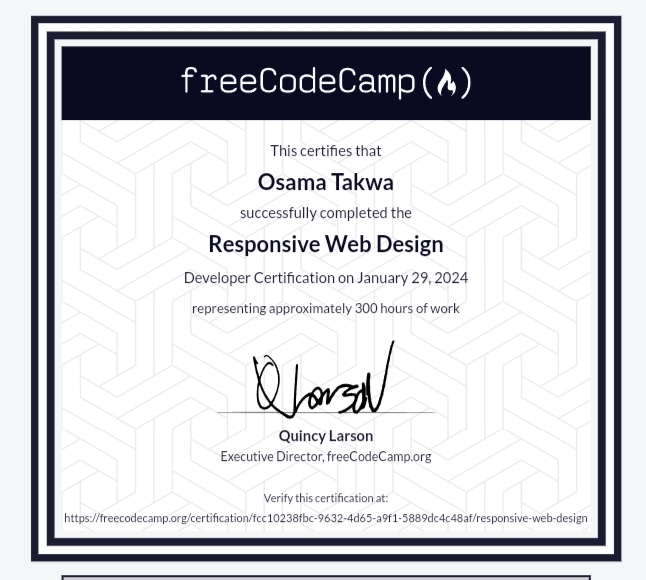 freeCodeCamp
This certifies that
Osama Takwa
successfully completed the
Responsive Web Design
Developer Certification on January 29, 2024
representing approximately 300 hours of work
Q Larson
Quincy Larson
Executive Director, freeCodeCamp.org
Verify this certification at:
https://freecodecamp.org/certification/fcc10238fbc-9632-4d65-a9f1-5889dc4c48af/responsive-web-design